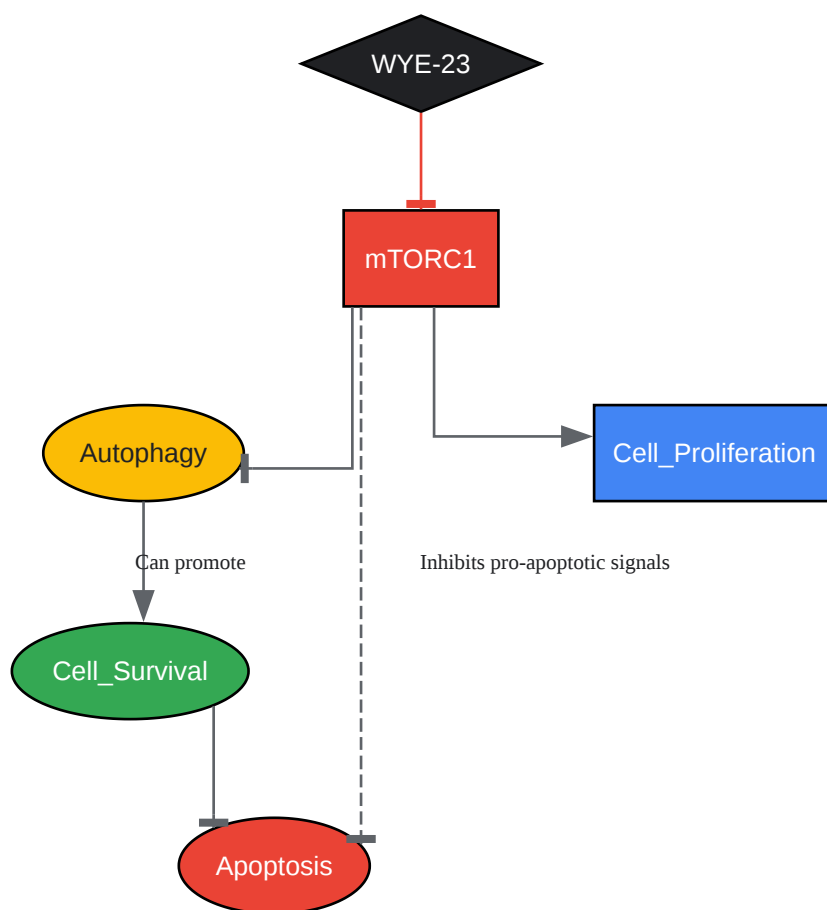 WYE-23
mTORC1
Autophagy
Cell_Proliferation
Can promote
Inhibits pro-apoptotic signals
Cell_Survival
Apoptosis